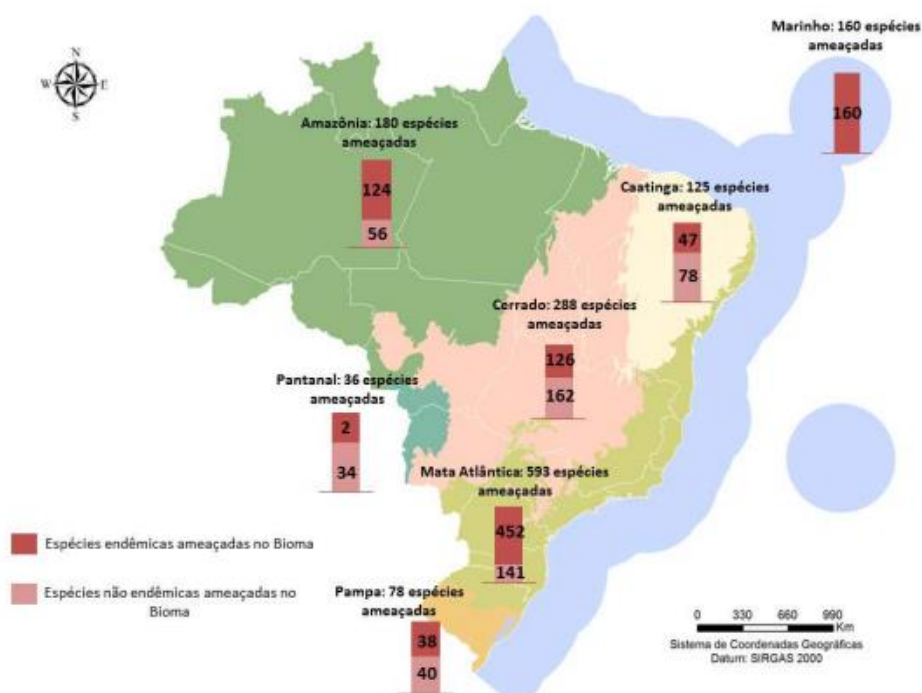 Marinho: 160 espécies
ameaçadas
160
N
W E
S
Amazônia: 180 espécies
ameaçadas
124
56
Caatinga: 125 espécies
ameaçadas
47
78
Cerrado: 288 espécies
ameaçadas
126
162
Pantanal: 36 espécies
ameaçadas
2
34
Mata Atlântica: 593 espécies
ameaçadas
452
141
Espécies endêmicas ameaçadas no Bioma
Espécies não endêmicas ameaçadas no
Bioma
Pampa: 78 espécies
ameaçadas
38
40
0 330 660 990
Km
Sistema de Coordenadas Geográficas
Datum: SIRGAS 2000